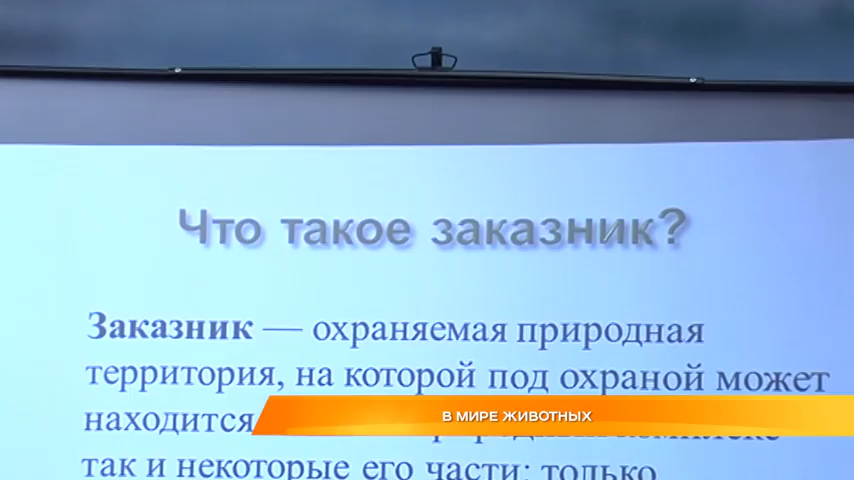 Что такое заказник?
Заказник — охраняемая природная
территория, на которой под охраной может
находится
В МИРЕ ЖИВОТНЫХ
так и некоторые его части: только